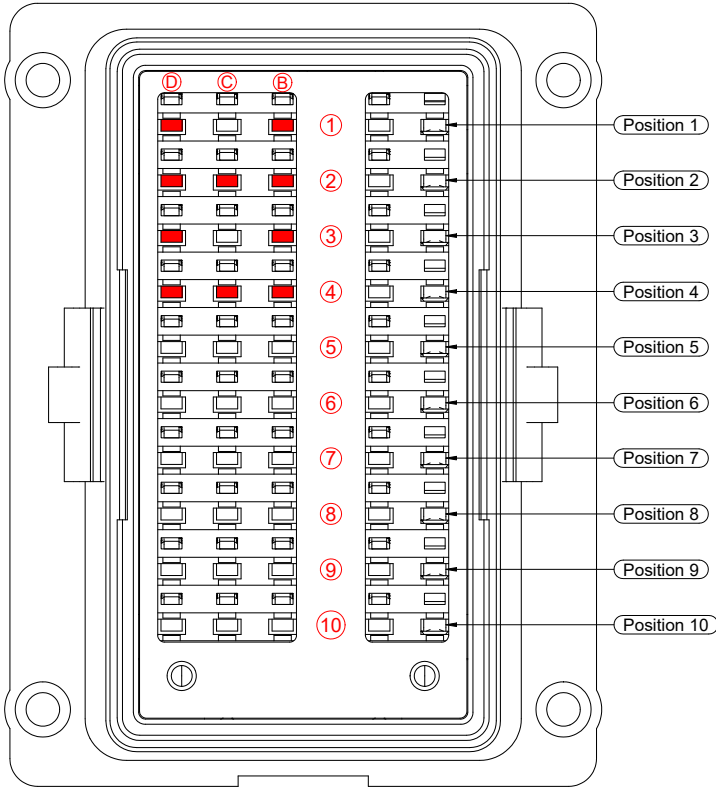 D C B
1 Position 1
2 Position 2
3 Position 3
4 Position 4
5 Position 5
6 Position 6
7 Position 7
8 Position 8
9 Position 9
10 Position 10